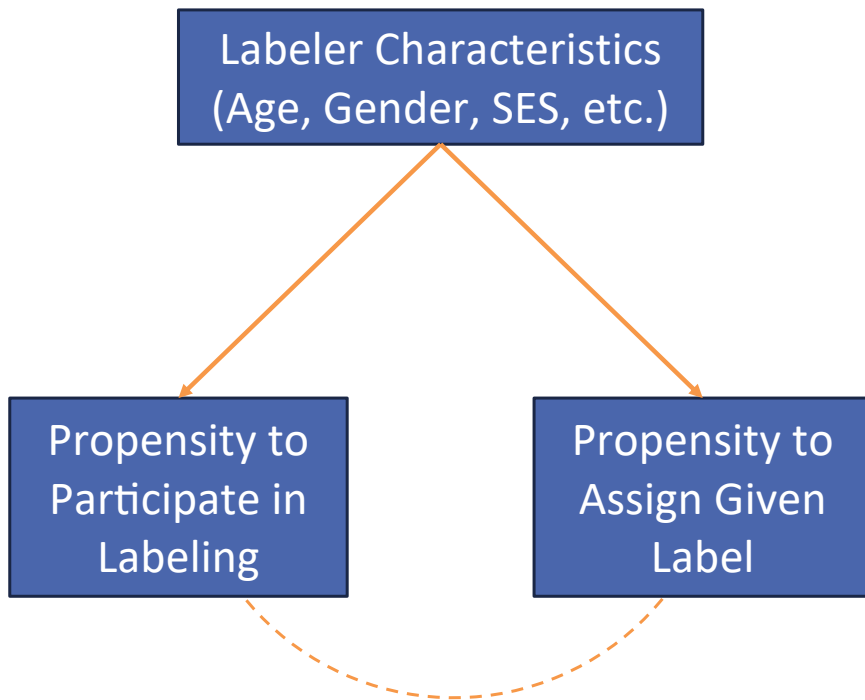 Labeler Characteristics
(Age, Gender, SES, etc.)
Propensity to
Participate in
Labeling
Propensity to
Assign Given
Label